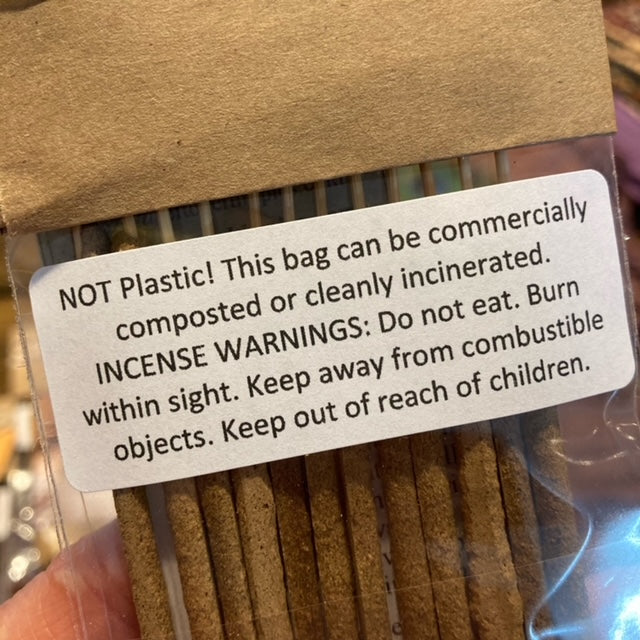 NOT Plastic! This bag can be commercially
composted or cleanly incinerated.
INCENSE WARNINGS: Do not eat. Burn
within sight. Keep away from combustible
objects. Keep out of reach of children.